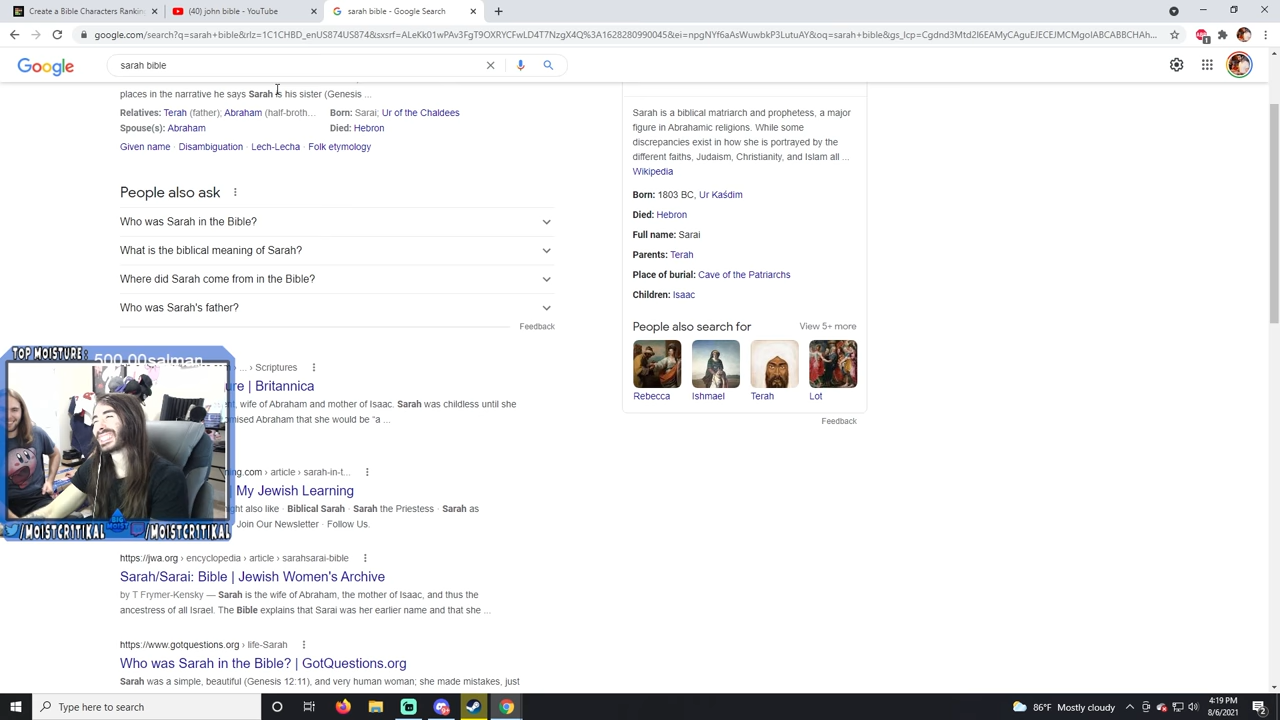 Create a Bible Characters Ranking
(40) john bible - YouTube
sarah bible - Google Search
google.com/search?q=sarah+bible&rlz=1C1CHBD_enUS874US874&sxsrf=ALeKk01wPAv3FgT9OXRYCFwLD4T7NzgX4Q%3A1628280990045&ei=npgNYf6aAsWuwbkP3LutuAY&oq=sarah+bible&gs_lcp=Cgdnd3Mtd2l6EAMyCAguEJECEJMCMgoIABCABBCHAh...
Google
sarah bible
places in the narrative he says Sarah is his sister (Genesis ...
Relatives: Terah (father); Abraham (half-broth... Born: Sarai; Ur of the Chaldees
Spouse(s): Abraham Died: Hebron
Given name · Disambiguation · Lech-Lecha · Folk etymology
People also ask
Who was Sarah in the Bible?
What is the biblical meaning of Sarah?
Where did Sarah come from in the Bible?
Who was Sarah's father?
Feedback
TOP MOISTURE: 500.00salman
› ... › Scriptures
ure | Britannica
wife of Abraham and mother of Isaac. Sarah was childless until she
omised Abraham that she would be "a ...
ning.com › article › sarah-in-t...
My Jewish Learning
ght also like · Biblical Sarah · Sarah the Priestess · Sarah as
Join Our Newsletter · Follow Us.
BIG MOIST
/MOISTCRITIKAL /MOISTCRITIKAL
https://jwa.org › encyclopedia › article › sarahsarai-bible
Sarah/Sarai: Bible | Jewish Women's Archive
by T Frymer-Kensky — Sarah is the wife of Abraham, the mother of Isaac, and thus the
ancestress of all Israel. The Bible explains that Sarai was her earlier name and that she ...
https://www.gotquestions.org › life-Sarah
Who was Sarah in the Bible? | GotQuestions.org
Sarah was a simple, beautiful (Genesis 12:11), and very human woman; she made mistakes, just
Sarah is a biblical matriarch and prophetess, a major
figure in Abrahamic religions. While some
discrepancies exist in how she is portrayed by the
different faiths, Judaism, Christianity, and Islam all ...
Wikipedia
Born: 1803 BC, Ur Kaśdim
Died: Hebron
Full name: Sarai
Parents: Terah
Place of burial: Cave of the Patriarchs
Children: Isaac
People also search for View 5+ more
Rebecca Ishmael Terah Lot
Feedback
Type here to search
86°F Mostly cloudy
4:19 PM
8/6/2021
2